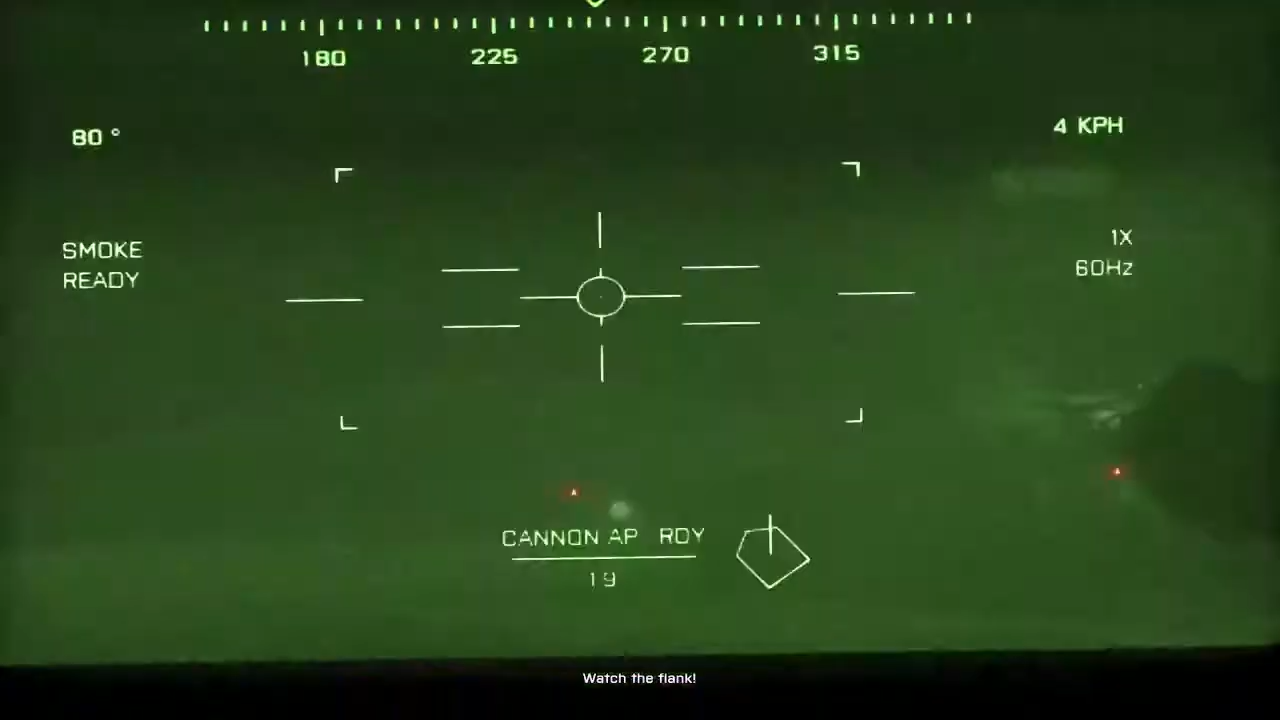 180 225 270 315
80 °
4 KPH
SMOKE
READY
1X
60Hz
CANNON AP RDY
19
Watch the flank!